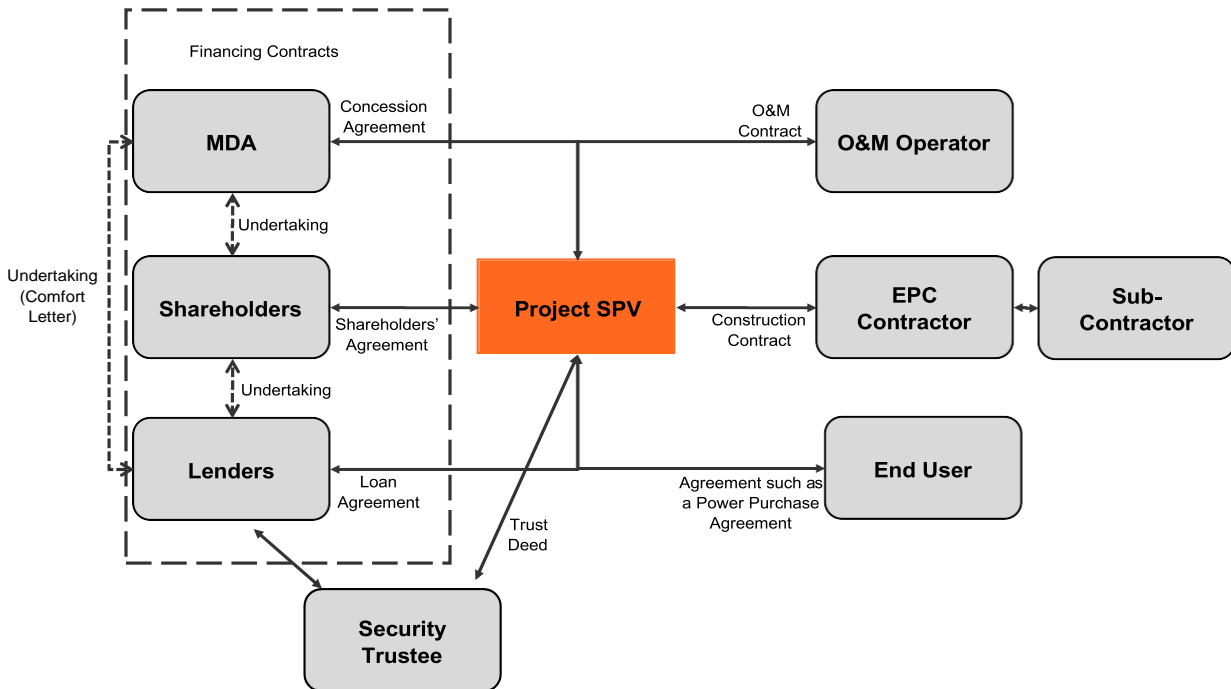 Financing Contracts
MDA
Concession
Agreement
O&M
Contract
O&M Operator
Undertaking
Undertaking
(Comfort
Letter)
Shareholders
Shareholders’
Agreement
Project SPV
Construction
Contract
EPC
Contractor
Sub-
Contractor
Undertaking
Lenders
Loan
Agreement
Trust
Deed
Agreement such as
a Power Purchase
Agreement
End User
Security
Trustee